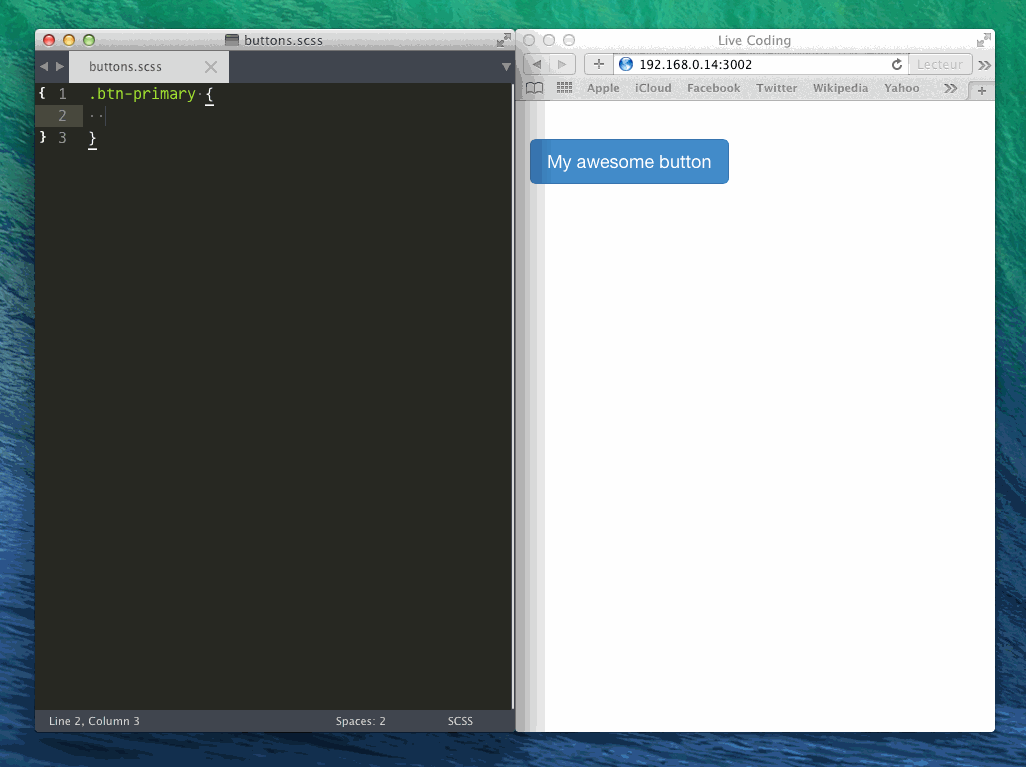 buttons.scss
buttons.scss
{ 1 .btn-primary {
2
} 3 }
Line 2, Column 3 Spaces: 2 SCSS
Live Coding
192.168.0.14:3002 Lecteur
Apple iCloud Facebook Twitter Wikipedia Yahoo
My awesome button